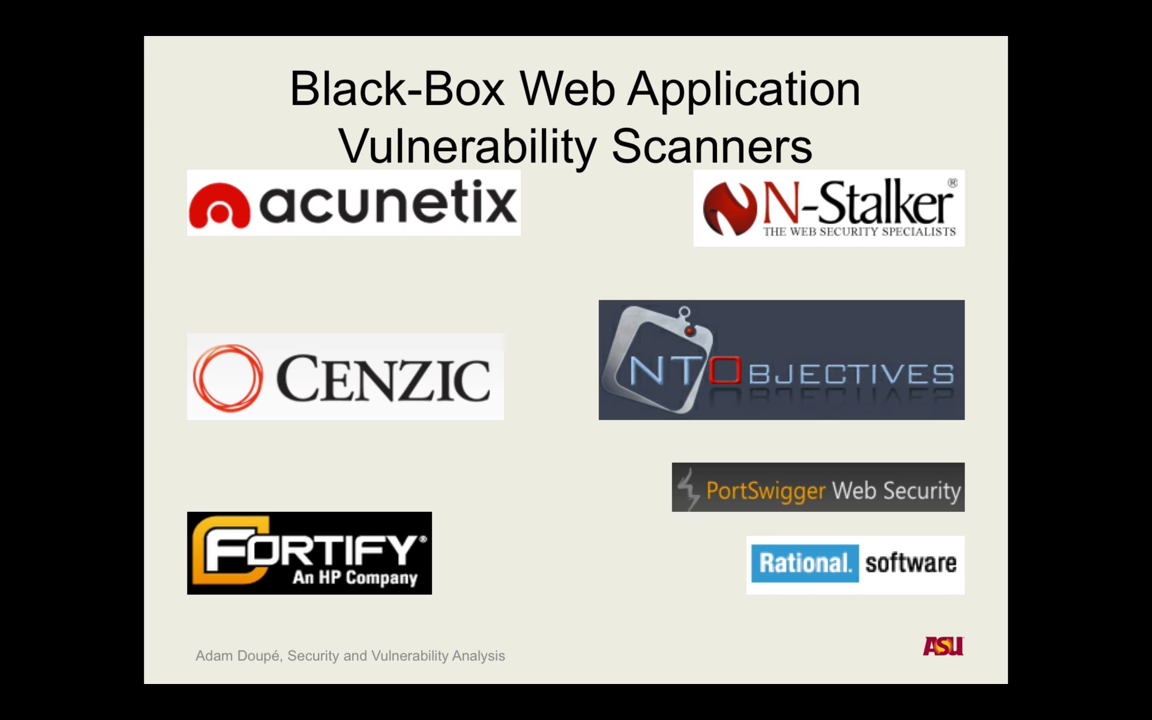 Black-Box Web Application
Vulnerability Scanners
acunetix
N-Stalker®
THE WEB SECURITY SPECIALISTS
CENZIC
NTOBJECTIVES
PortSwigger Web Security
FORTIFY®
An HP Company
Rational. software
Adam Doupé, Security and Vulnerability Analysis
ASU